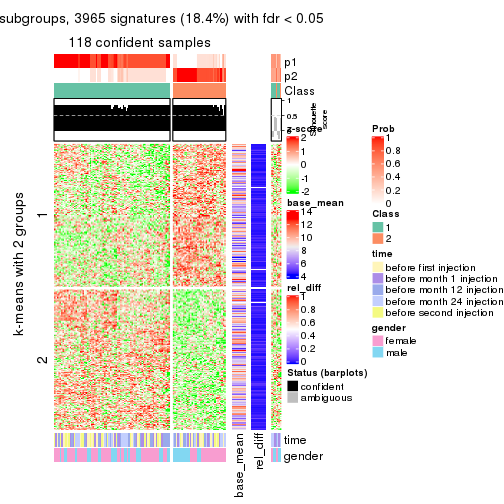 subgroups, 3965 signatures (18.4%) with fdr < 0.05
118 confident samples
p1
p2
Class
1
0.5
0
Silhouette
score
k-means with 2 groups
1
2
z-score
2
1
0
-1
-2
base_mean
14
12
10
8
6
4
rel_diff
1
0.8
0.6
0.4
0.2
0
Status (barplots)
confident
ambiguous
Prob
1
0.8
0.6
0.4
0.2
0
Class
1
2
time
before first injection
before month 1 injection
before month 12 injection
before month 24 injection
before second injection
gender
female
male
time
gender
base_mean
rel_diff